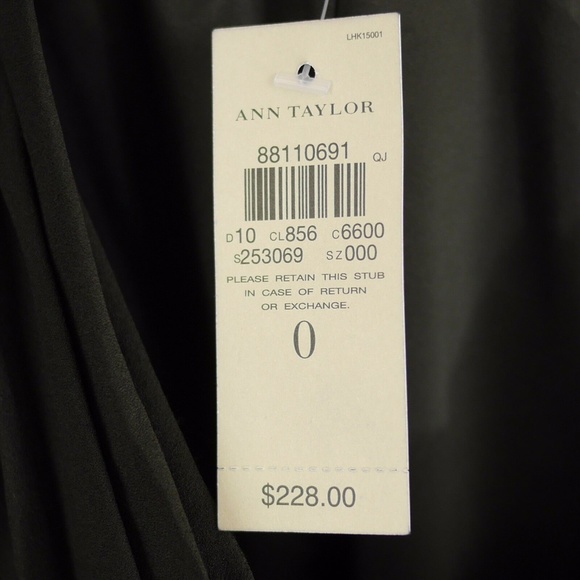 LHK15001
ANN TAYLOR
88110691 QJ
D10 CL856 C6600
S253069 SZ000
PLEASE RETAIN THIS STUB
IN CASE OF RETURN
OR EXCHANGE.
0
$228.00